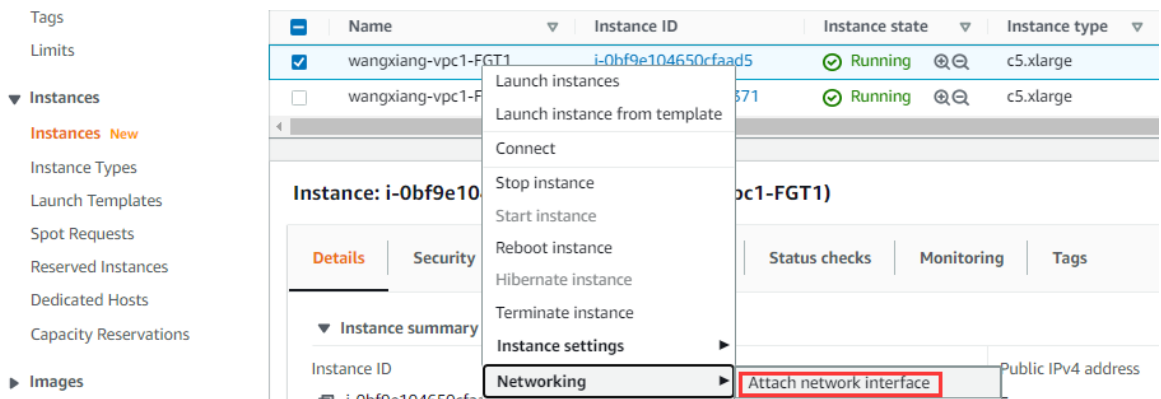 Tags
Limits
Instances
Instances New
Instance Types
Launch Templates
Spot Requests
Reserved Instances
Dedicated Hosts
Capacity Reservations
Images
Name Instance ID Instance state Instance type
wangxiang-vpc1-FGT1 i-0bf9e104650cfaad5 Running c5.xlarge
wangxiang-vpc1-F 371 Running c5.xlarge
Launch instances
Launch instance from template
Connect
Stop instance
Start instance
Reboot instance
Hibernate instance
Terminate instance
Instance settings
Networking
Attach network interface
Instance: i-0bf9e10 pc1-FGT1)
Details Security Status checks Monitoring Tags
Instance summary
Instance ID Public IPv4 address